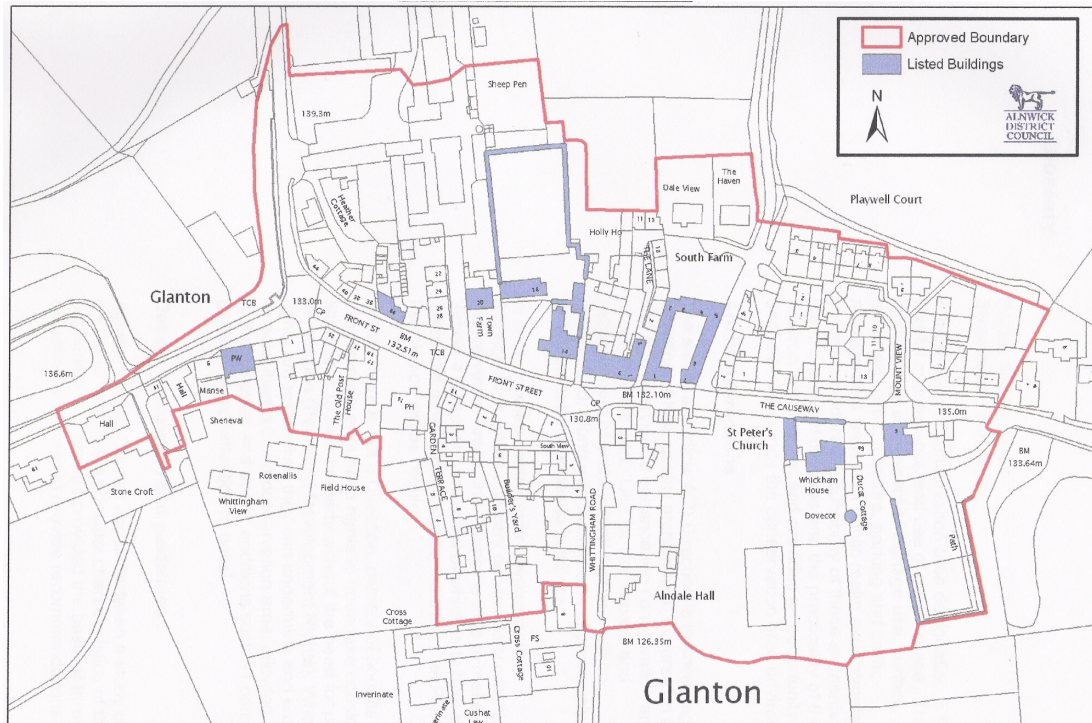 Approved Boundary
Listed Buildings
N
ALNWICK
DISTRICT
COUNCIL
Sheep Pen
139.3m
Heather
Cottage
Dale View
The
Haven
Playwell Court
Holly Ho
THE LANE
South Farm
Glanton
TCB
133.0m
CP
FRONT ST
BM
132.51m
TCB
Town
Farm
FRONT STREET
CP
130.8m
BM 132.10m
THE CAUSEWAY
MOUNT VIEW
135.0m
BM
133.64m
136.6m
PW
Hall
Manse
Hall
Sheneval
The Old Post
House
PH
GARDEN
TERRACE
South View
Builder's Yard
WHITTINGHAM ROAD
St Peter's
Church
Whickham
House
Ducat Cottage
Dovecot
Path
Stone Croft
Whittingham
View
Rosenallis
Field House
Alndale Hall
Cross
Cottage
FS
Cross Cottage
BM 126.35m
Inverinate
Cushat
Law
Glanton